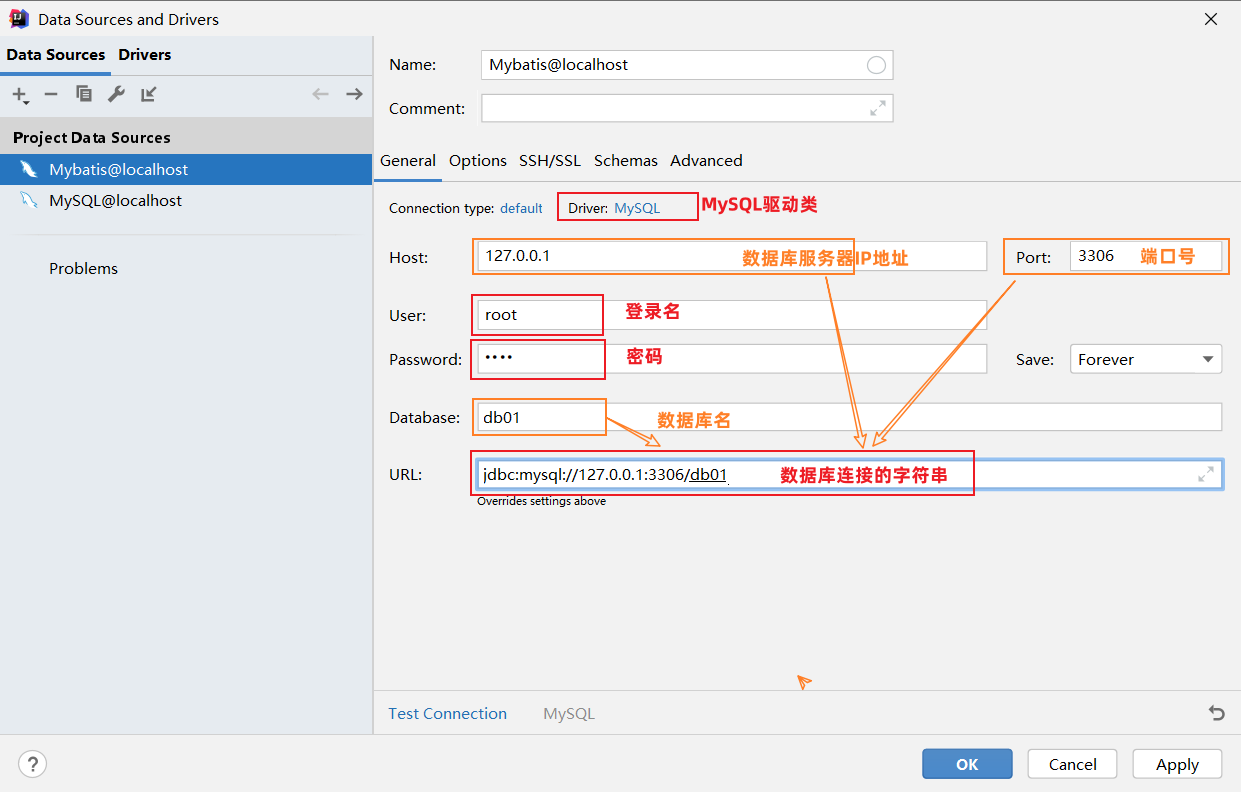 Data Sources and Drivers
Data Sources Drivers
Project Data Sources
Mybatis@localhost
MySQL@localhost
Problems
Name: Mybatis@localhost
Comment:
General Options SSH/SSL Schemas Advanced
Connection type: default Driver: MySQL MySQL驱动类
Host: 127.0.0.1 数据库服务器IP地址 Port: 3306 端口号
User: root 登录名
Password: •••• 密码 Save: Forever
Database: db01 数据库名
URL: jdbc:mysql://127.0.0.1:3306/db01 数据库连接的字符串
Overrides settings above
Test Connection MySQL
? OK Cancel Apply